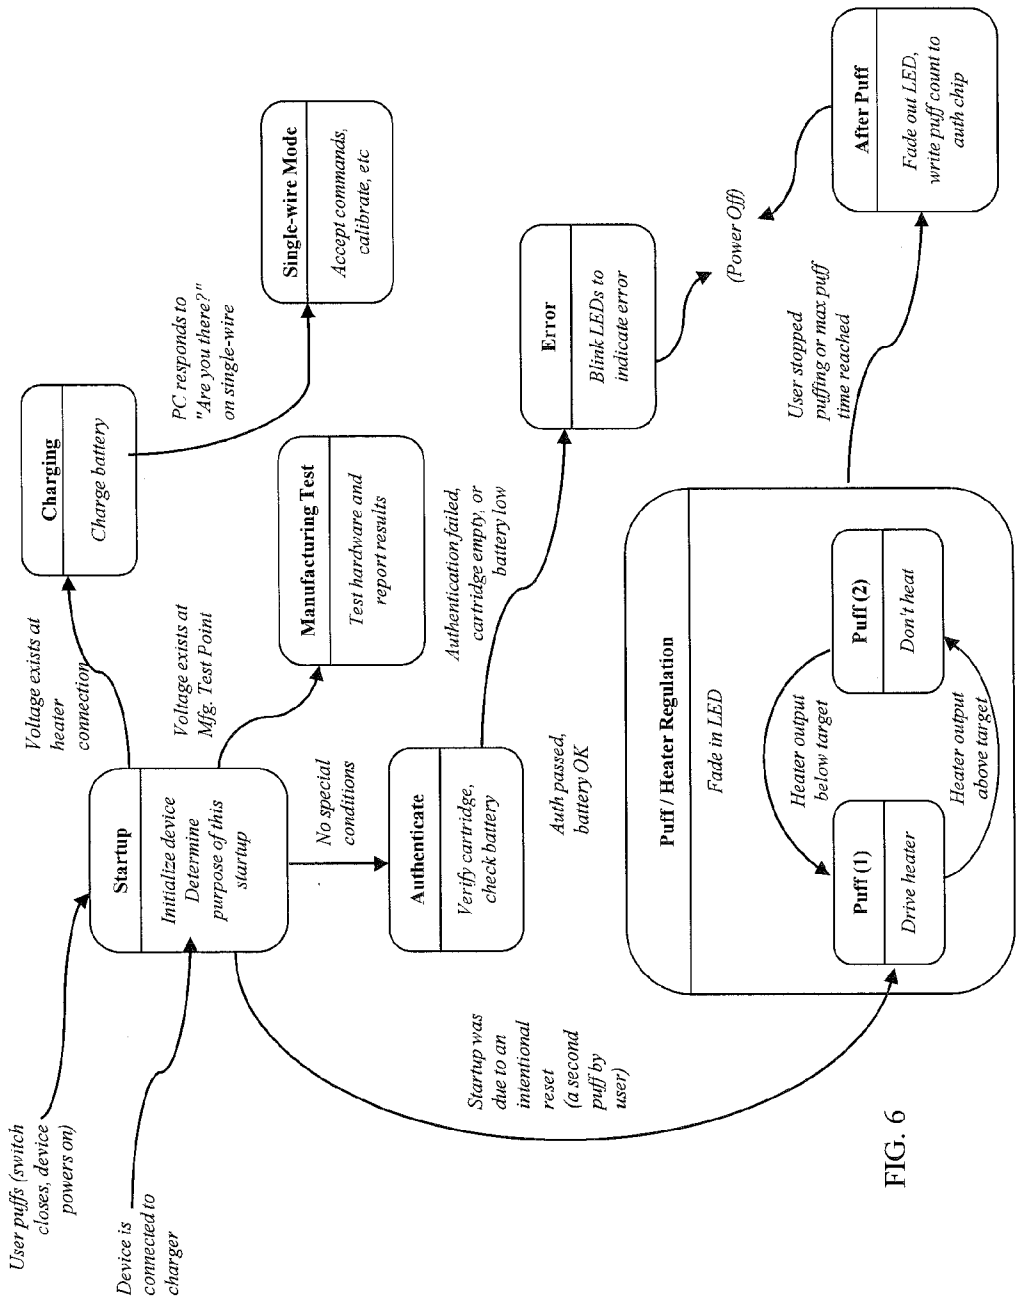 User puffs (switch
closes, device
powers on)
Device is
connected to
charger
Startup
Initialize device
Determine
purpose of this
startup
Voltage exists at
heater
connection
Charging
Charge battery
PC responds to
"Are you there?"
on single-wire
Single-wire Mode
Accept commands,
calibrate, etc
Voltage exists at
Mfg. Test Point
Manufacturing Test
Test hardware and
report results
No special
conditions
Authenticate
Verify cartridge,
check battery
Authentication failed,
cartridge empty, or
battery low
Error
Blink LEDs to
indicate error
(Power Off)
Auth passed,
battery OK
Startup was
due to an
intentional
reset
(a second
puff by
user)
Puff / Heater Regulation
Fade in LED
Heater output
below target
Puff (1)
Drive heater
Puff (2)
Don't heat
Heater output
above target
User stopped
puffing or max puff
time reached
After Puff
Fade out LED,
write puff count to
auth chip
FIG. 6